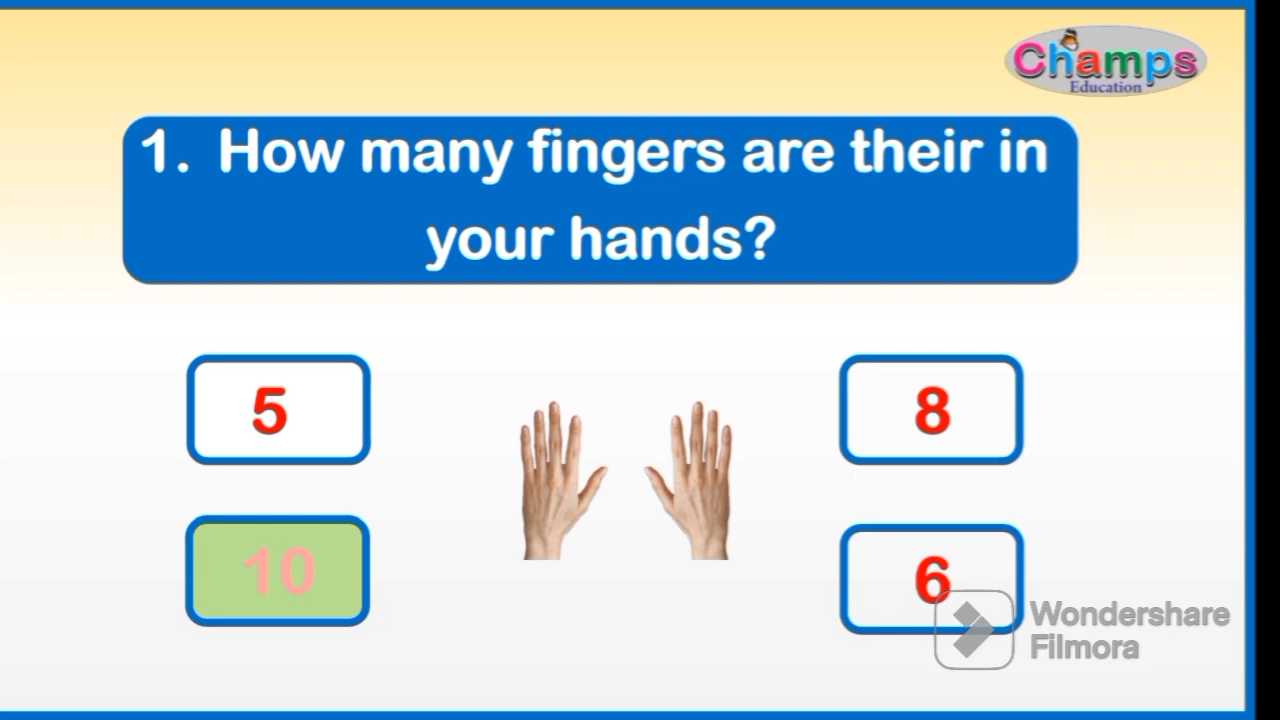 Champs
Education
1. How many fingers are their in
your hands?
5
8
10
6
Wondershare
Filmora